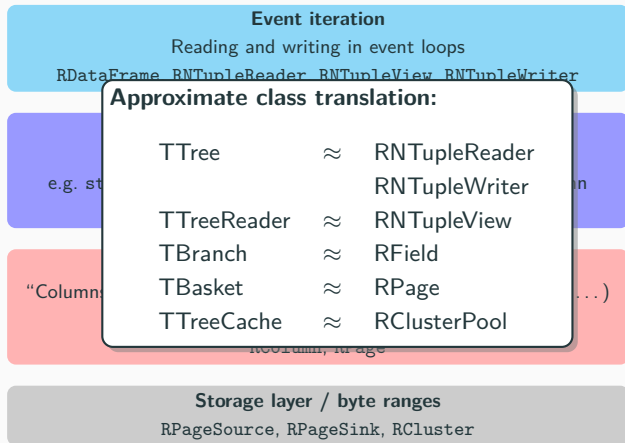 Event iteration
Reading and writing in event loops
RDataFrame, RNTupleReader, RNTupleView, RNTupleWriter
Approximate class translation:
TTree ≈ RNTupleReader
RNTupleWriter
TTreeReader ≈ RNTupleView
TBranch ≈ RField
TBasket ≈ RPage
TTreeCache ≈ RClusterPool
e.g.
“Columns
...)
RColumn, RPage
Storage layer / byte ranges
RPageSource, RPageSink, RCluster